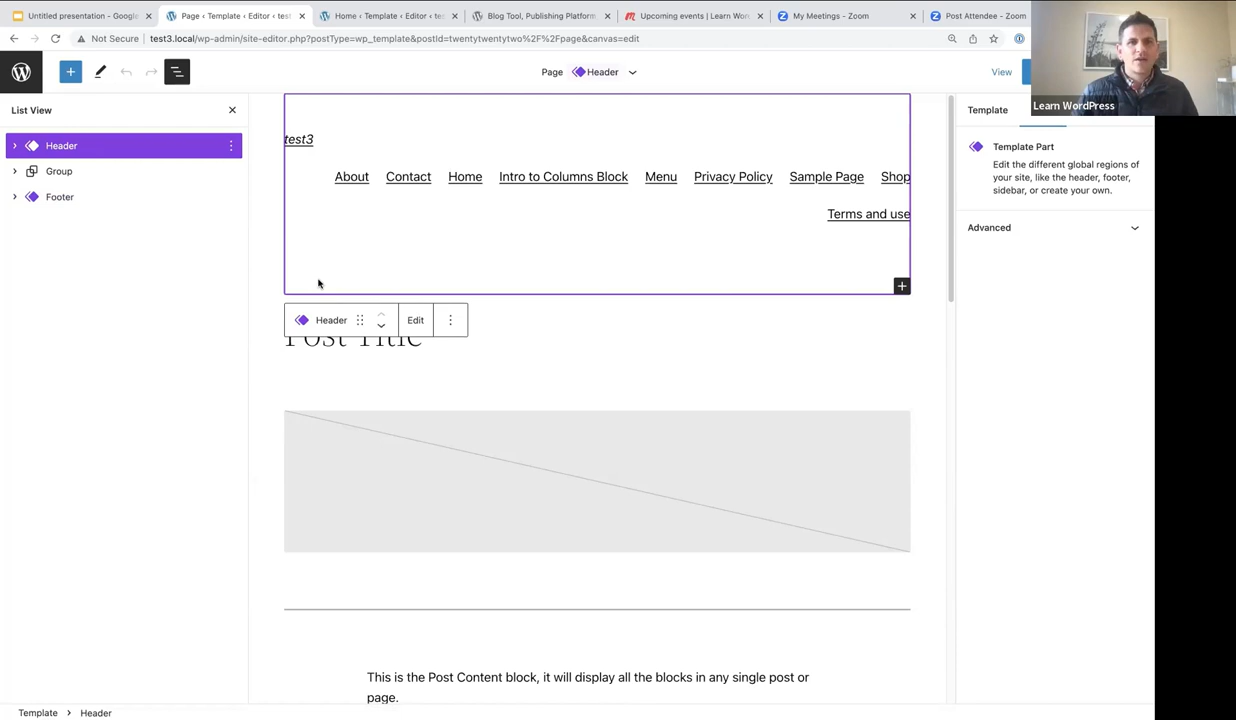 Untitled presentation - Google
Page ‹ Template ‹ Editor ‹ test
Home ‹ Template ‹ Editor ‹ tes
Blog Tool, Publishing Platform
Upcoming events | Learn Wor
My Meetings - Zoom
Post Attendee - Zoom
Not Secure | test3.local/wp-admin/site-editor.php?postType=wp_template&postId=twentytwentytwo%2F%2Fpage&canvas=edit
Page Header
View
Learn WordPress
List View
Header
Group
Footer
test3
About Contact Home Intro to Columns Block Menu Privacy Policy Sample Page Shop
Terms and use
Header Edit
Post Title
This is the Post Content block, it will display all the blocks in any single post or
page.
Template
Template Part
Edit the different global regions of
your site, like the header, footer,
sidebar, or create your own.
Advanced
Template > Header